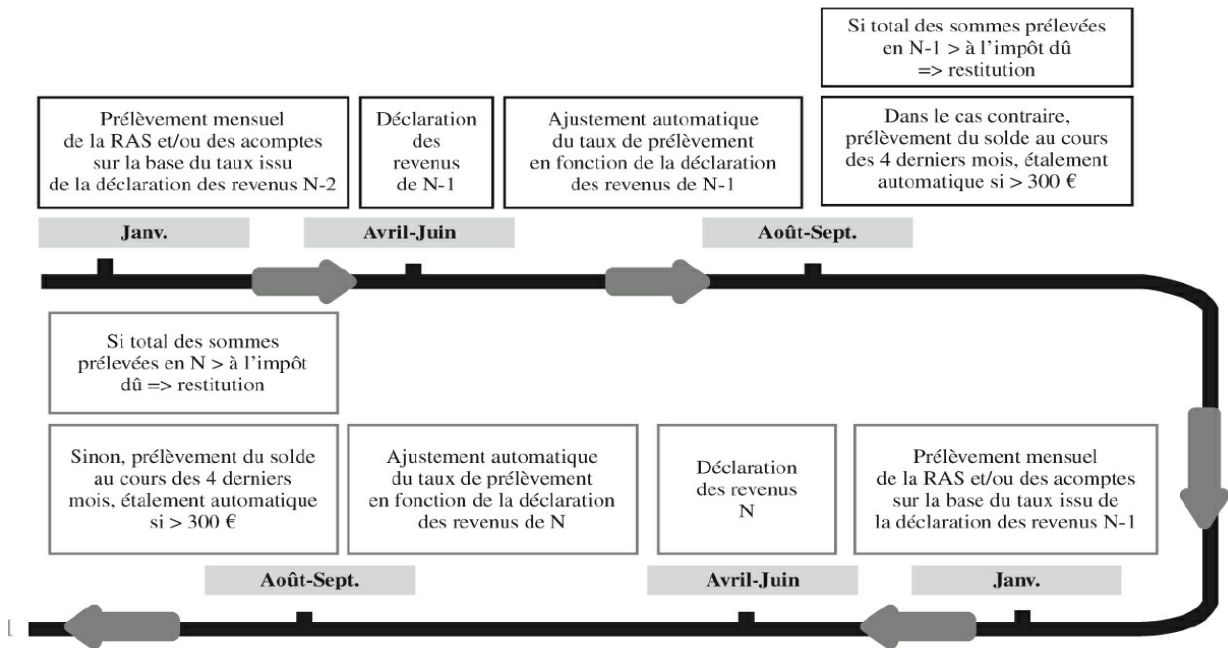 Si total des sommes prélevées
en N-1 > à l'impôt dû
=> restitution
Prélèvement mensuel
de la RAS et/ou des acomptes
sur la base du taux issu
de la déclaration des revenus N-2
Déclaration
des
revenus
de N-1
Ajustement automatique
du taux de prélèvement
en fonction de la déclaration
des revenus de N-1
Dans le cas contraire,
prélèvement du solde au cours
des 4 derniers mois, étalement
automatique si > 300 €
Janv.
Avril-Juin
Août-Sept.
Si total des sommes
prélevées en N > à l'impôt
dû => restitution
Sinon, prélèvement du solde
au cours des 4 derniers
mois, étalement automatique
si > 300 €
Ajustement automatique
du taux de prélèvement
en fonction de la déclaration
des revenus de N
Déclaration
des revenus
N
Prélèvement mensuel
de la RAS et/ou des acomptes
sur la base du taux issu de
la déclaration des revenus N-1
Août-Sept.
Avril-Juin
Janv.